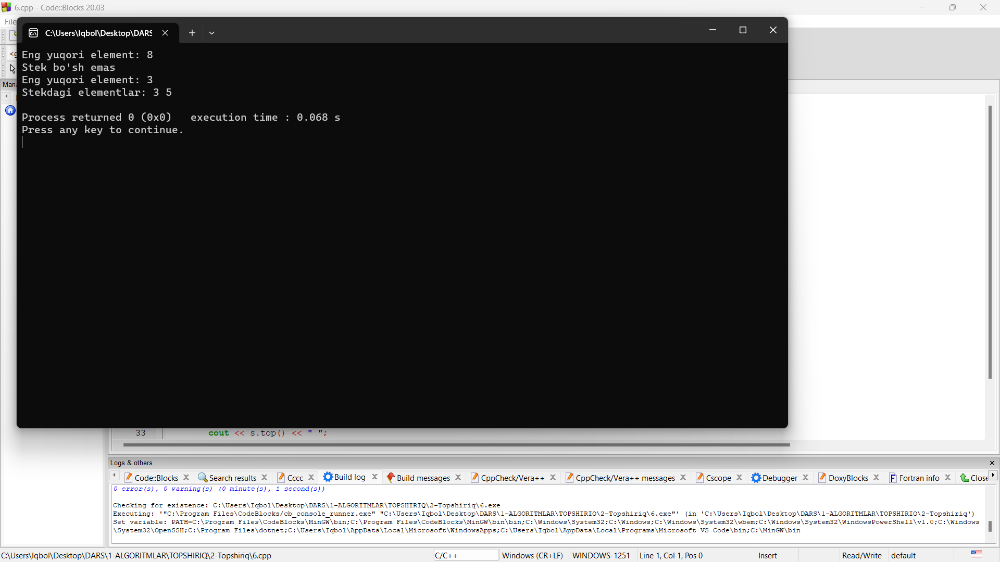 6.cpp - Code::Blocks 20.03
File
C:\Users\Iqbol\Desktop\DARS
Eng yuqori element: 8
Stek bo'sh emas
Eng yuqori element: 3
Stekdagi elementlar: 3 5
Process returned 0 (0x0)   execution time : 0.068 s
Press any key to continue.
33 cout << s.top() << " ";
Logs & others
Code::Blocks Search results Cccc Build log Build messages CppCheck/Vera++ CppCheck/Vera++ messages Cscope Debugger DoxyBlocks Fortran info
0 error(s), 0 warning(s) (0 minute(s), 1 second(s))
Checking for existence: C:\Users\Iqbol\Desktop\DARS\1-ALGORITMLAR\TOPSHIRIQ\2-Topshiriq\6.exe
Executing: '"C:\Program Files\CodeBlocks/cb_console_runner.exe" "C:\Users\Iqbol\Desktop\DARS\1-ALGORITMLAR\TOPSHIRIQ\2-Topshiriq\6.exe"' (in 'C:\Users\Iqbol\Desktop\DARS\1-ALGORITMLAR\TOPSHIRIQ\2-Topshiriq')
Set variable: PATH=C:\Program Files\CodeBlocks\MinGW\bin;C:\Program Files\CodeBlocks\MinGW\bin\bin;C:\Windows\System32;C:\Windows;C:\Windows\System32\wbem;C:\Windows\System32\WindowsPowerShell\v1.0;C:\Windows
\System32\OpenSSH;C:\Program Files\dotnet;C:\Users\Iqbol\AppData\Local\Microsoft\WindowsApps;C:\Users\Iqbol\AppData\Local\Programs\Microsoft VS Code\bin;C:\MinGW\bin
C:\Users\Iqbol\Desktop\DARS\1-ALGORITMLAR\TOPSHIRIQ\2-Topshiriq\6.cpp C/C++ Windows (CR+LF) WINDOWS-1251 Line 1, Col 1, Pos 0 Insert Read/Write default